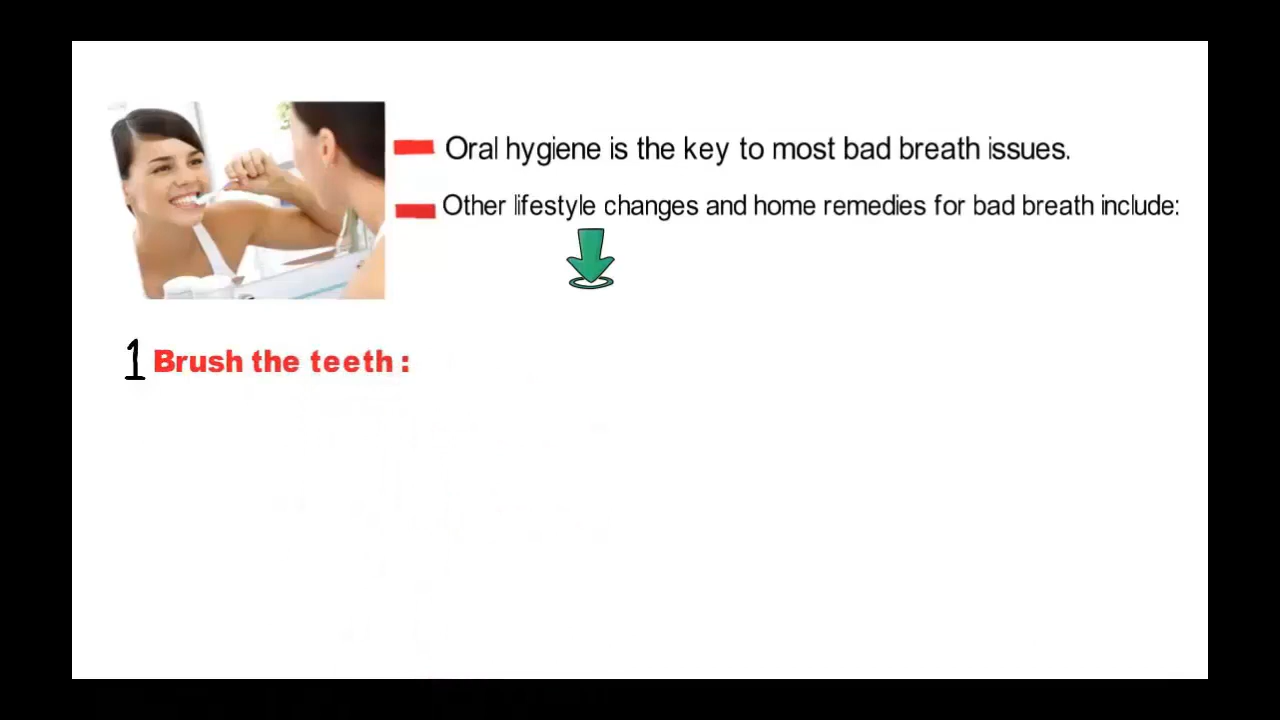 Oral hygiene is the key to most bad breath issues.
Other lifestyle changes and home remedies for bad breath include:
1 Brush the teeth :